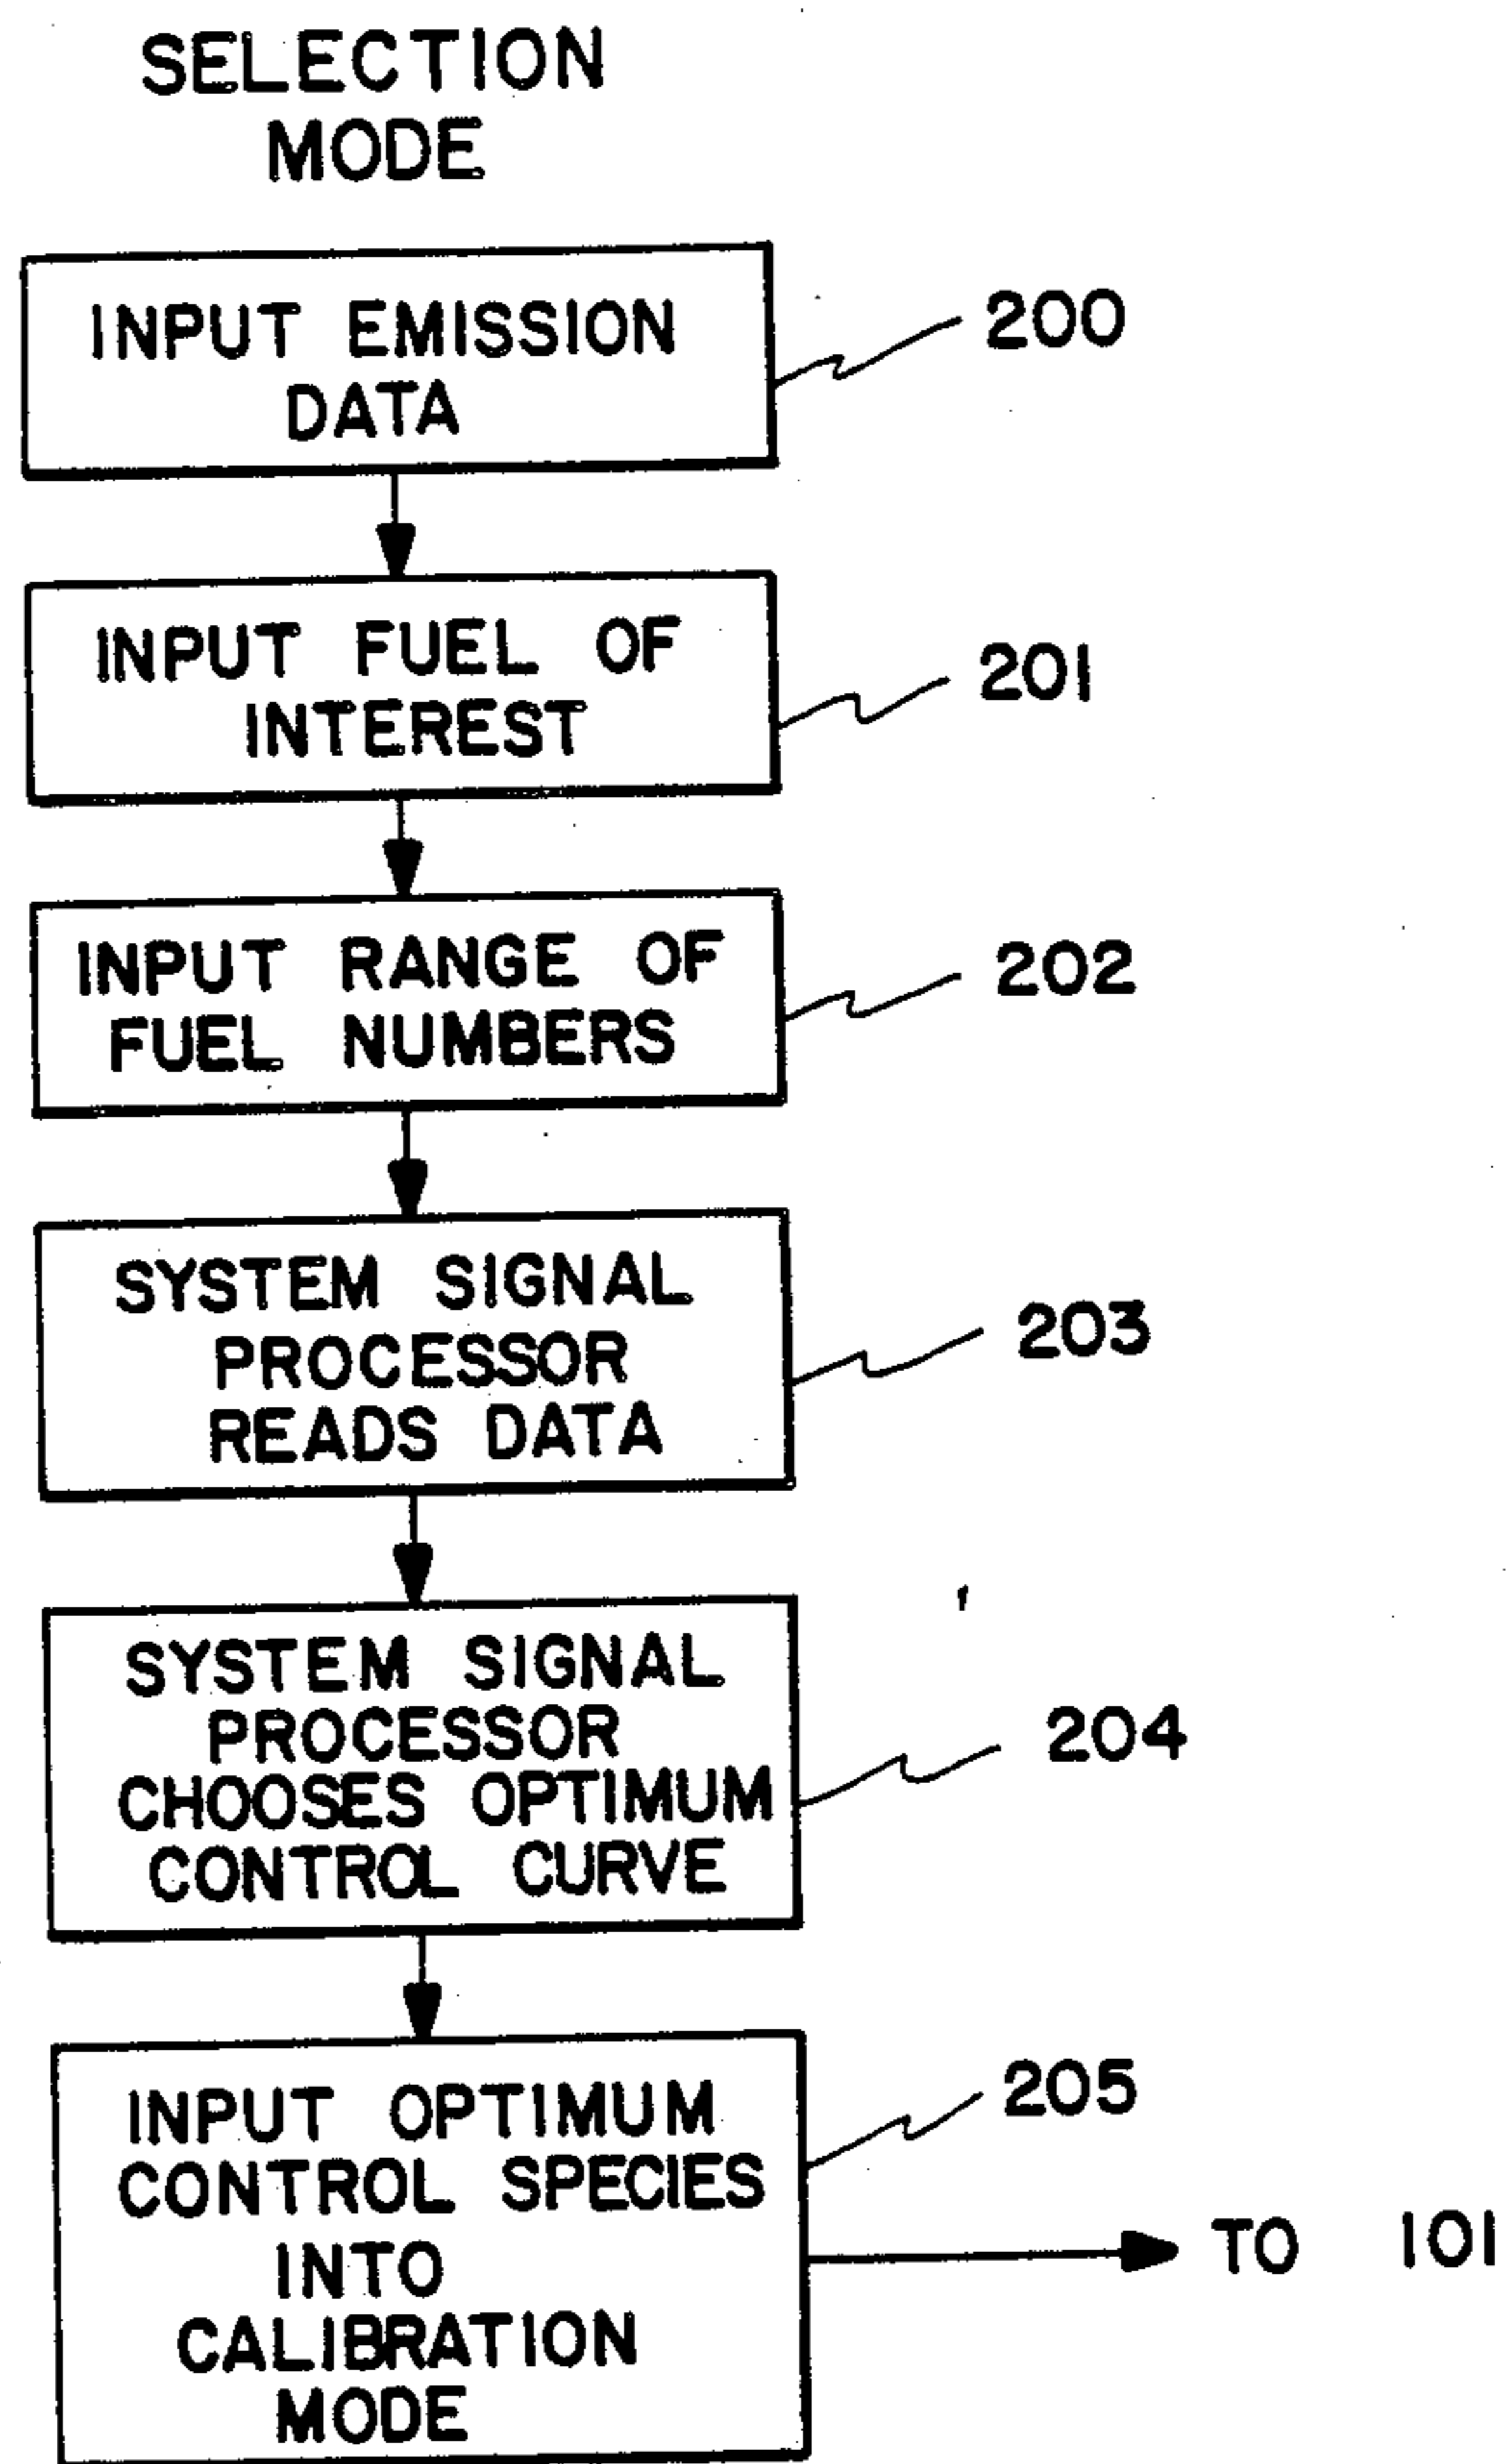 SELECTION
MODE
INPUT EMISSION
DATA
200
INPUT FUEL OF
INTEREST
201
INPUT RANGE OF
FUEL NUMBERS
202
SYSTEM SIGNAL
PROCESSOR
READS DATA
203
SYSTEM SIGNAL
PROCESSOR
CHOOSES OPTIMUM
CONTROL CURVE
204
INPUT OPTIMUM
CONTROL SPECIES
INTO
CALIBRATION
MODE
205
TO 101